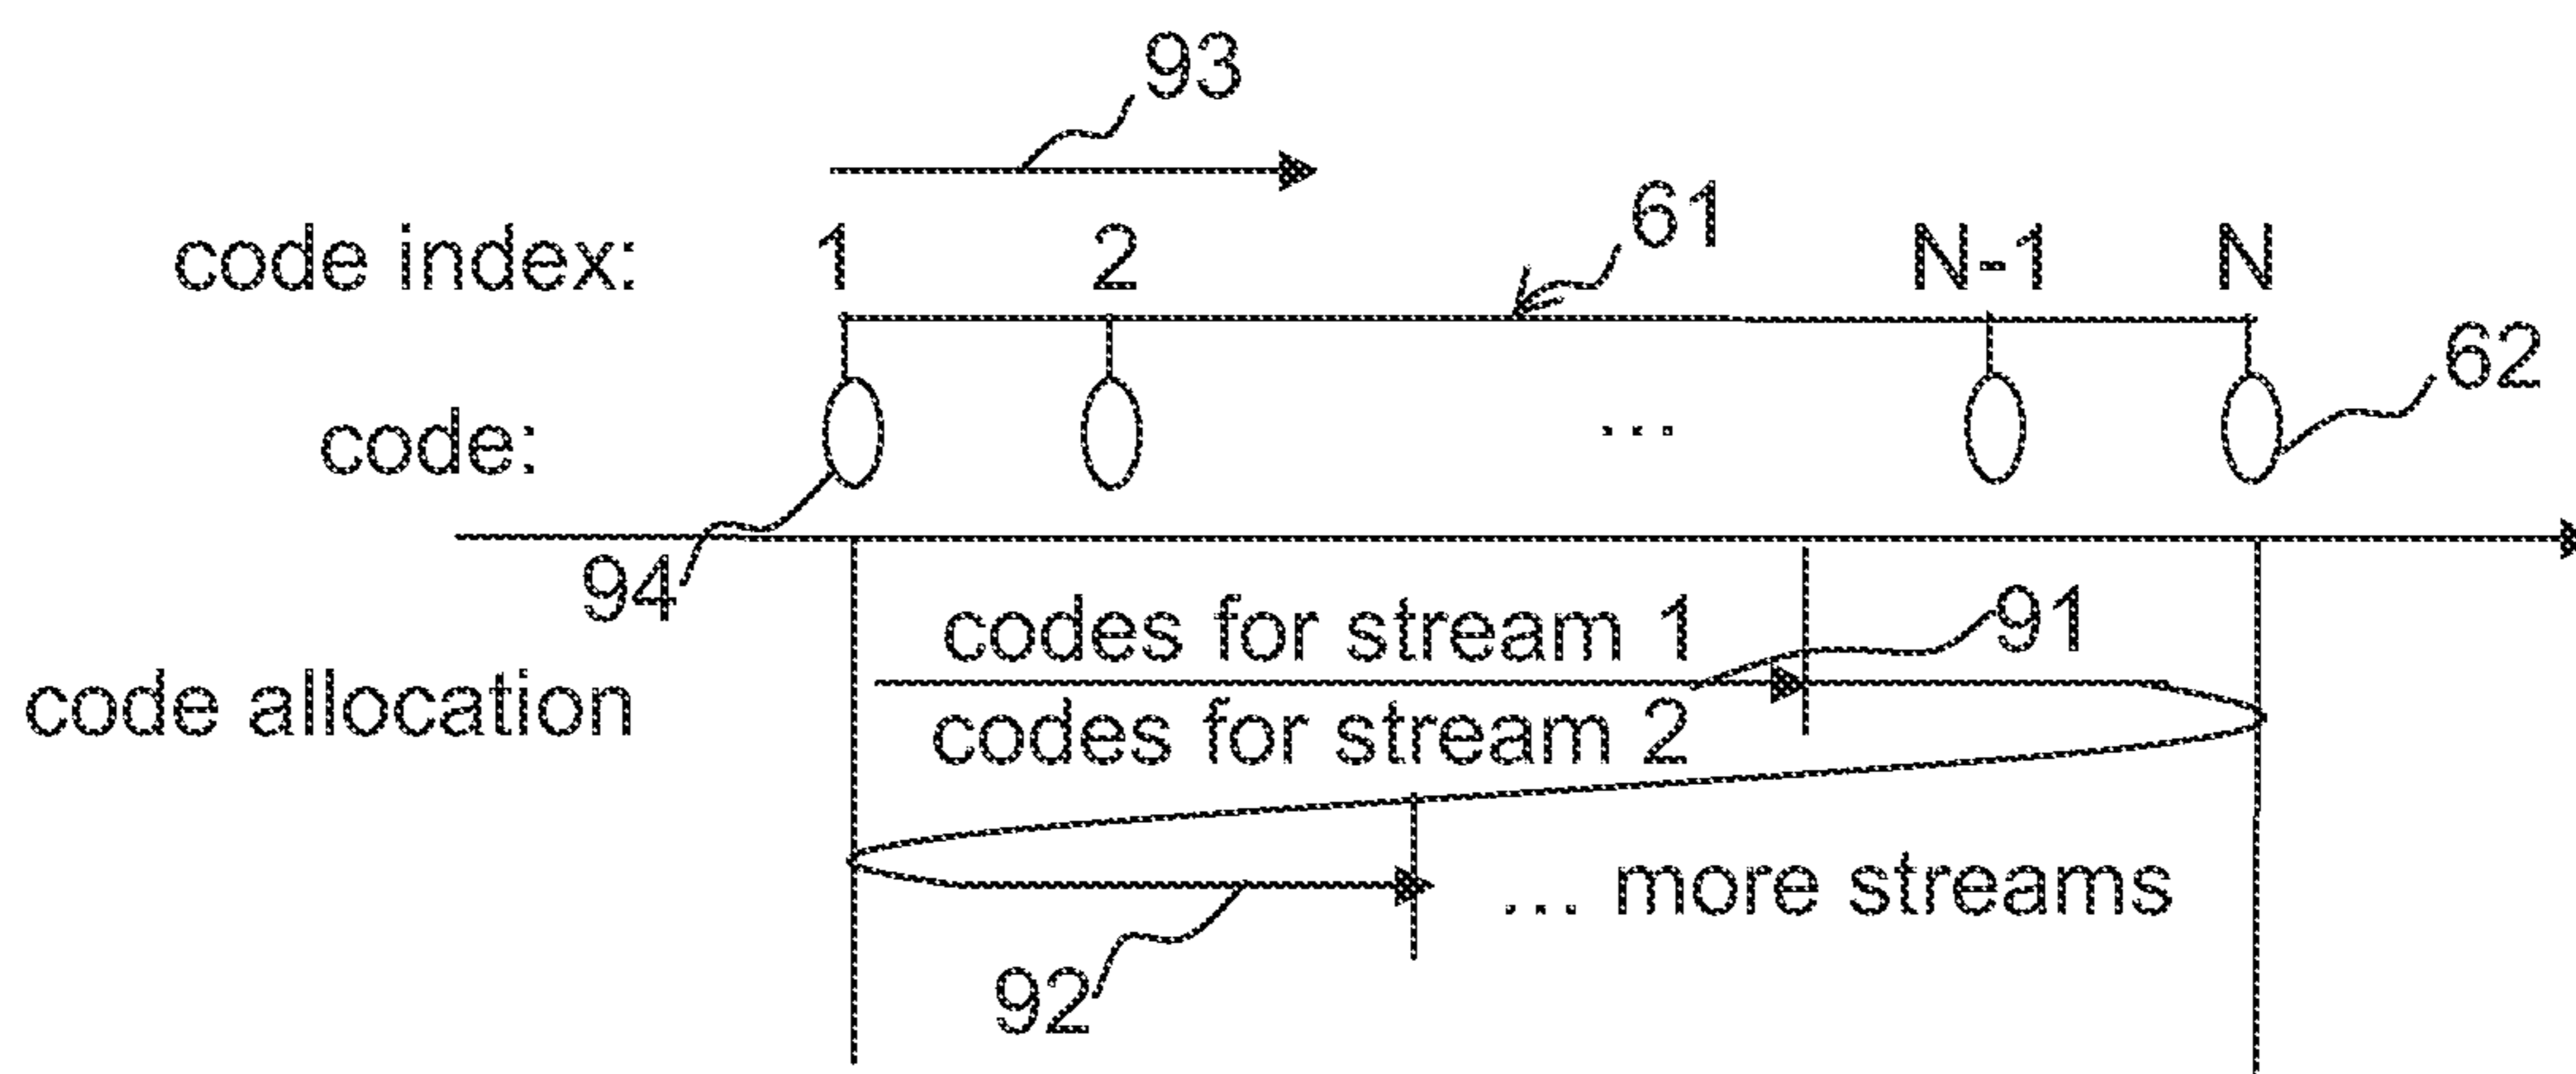 93
61
code index: 1 2 N-1 N
62
code: ...
94
codes for stream 1 91
code allocation
codes for stream 2
... more streams
92